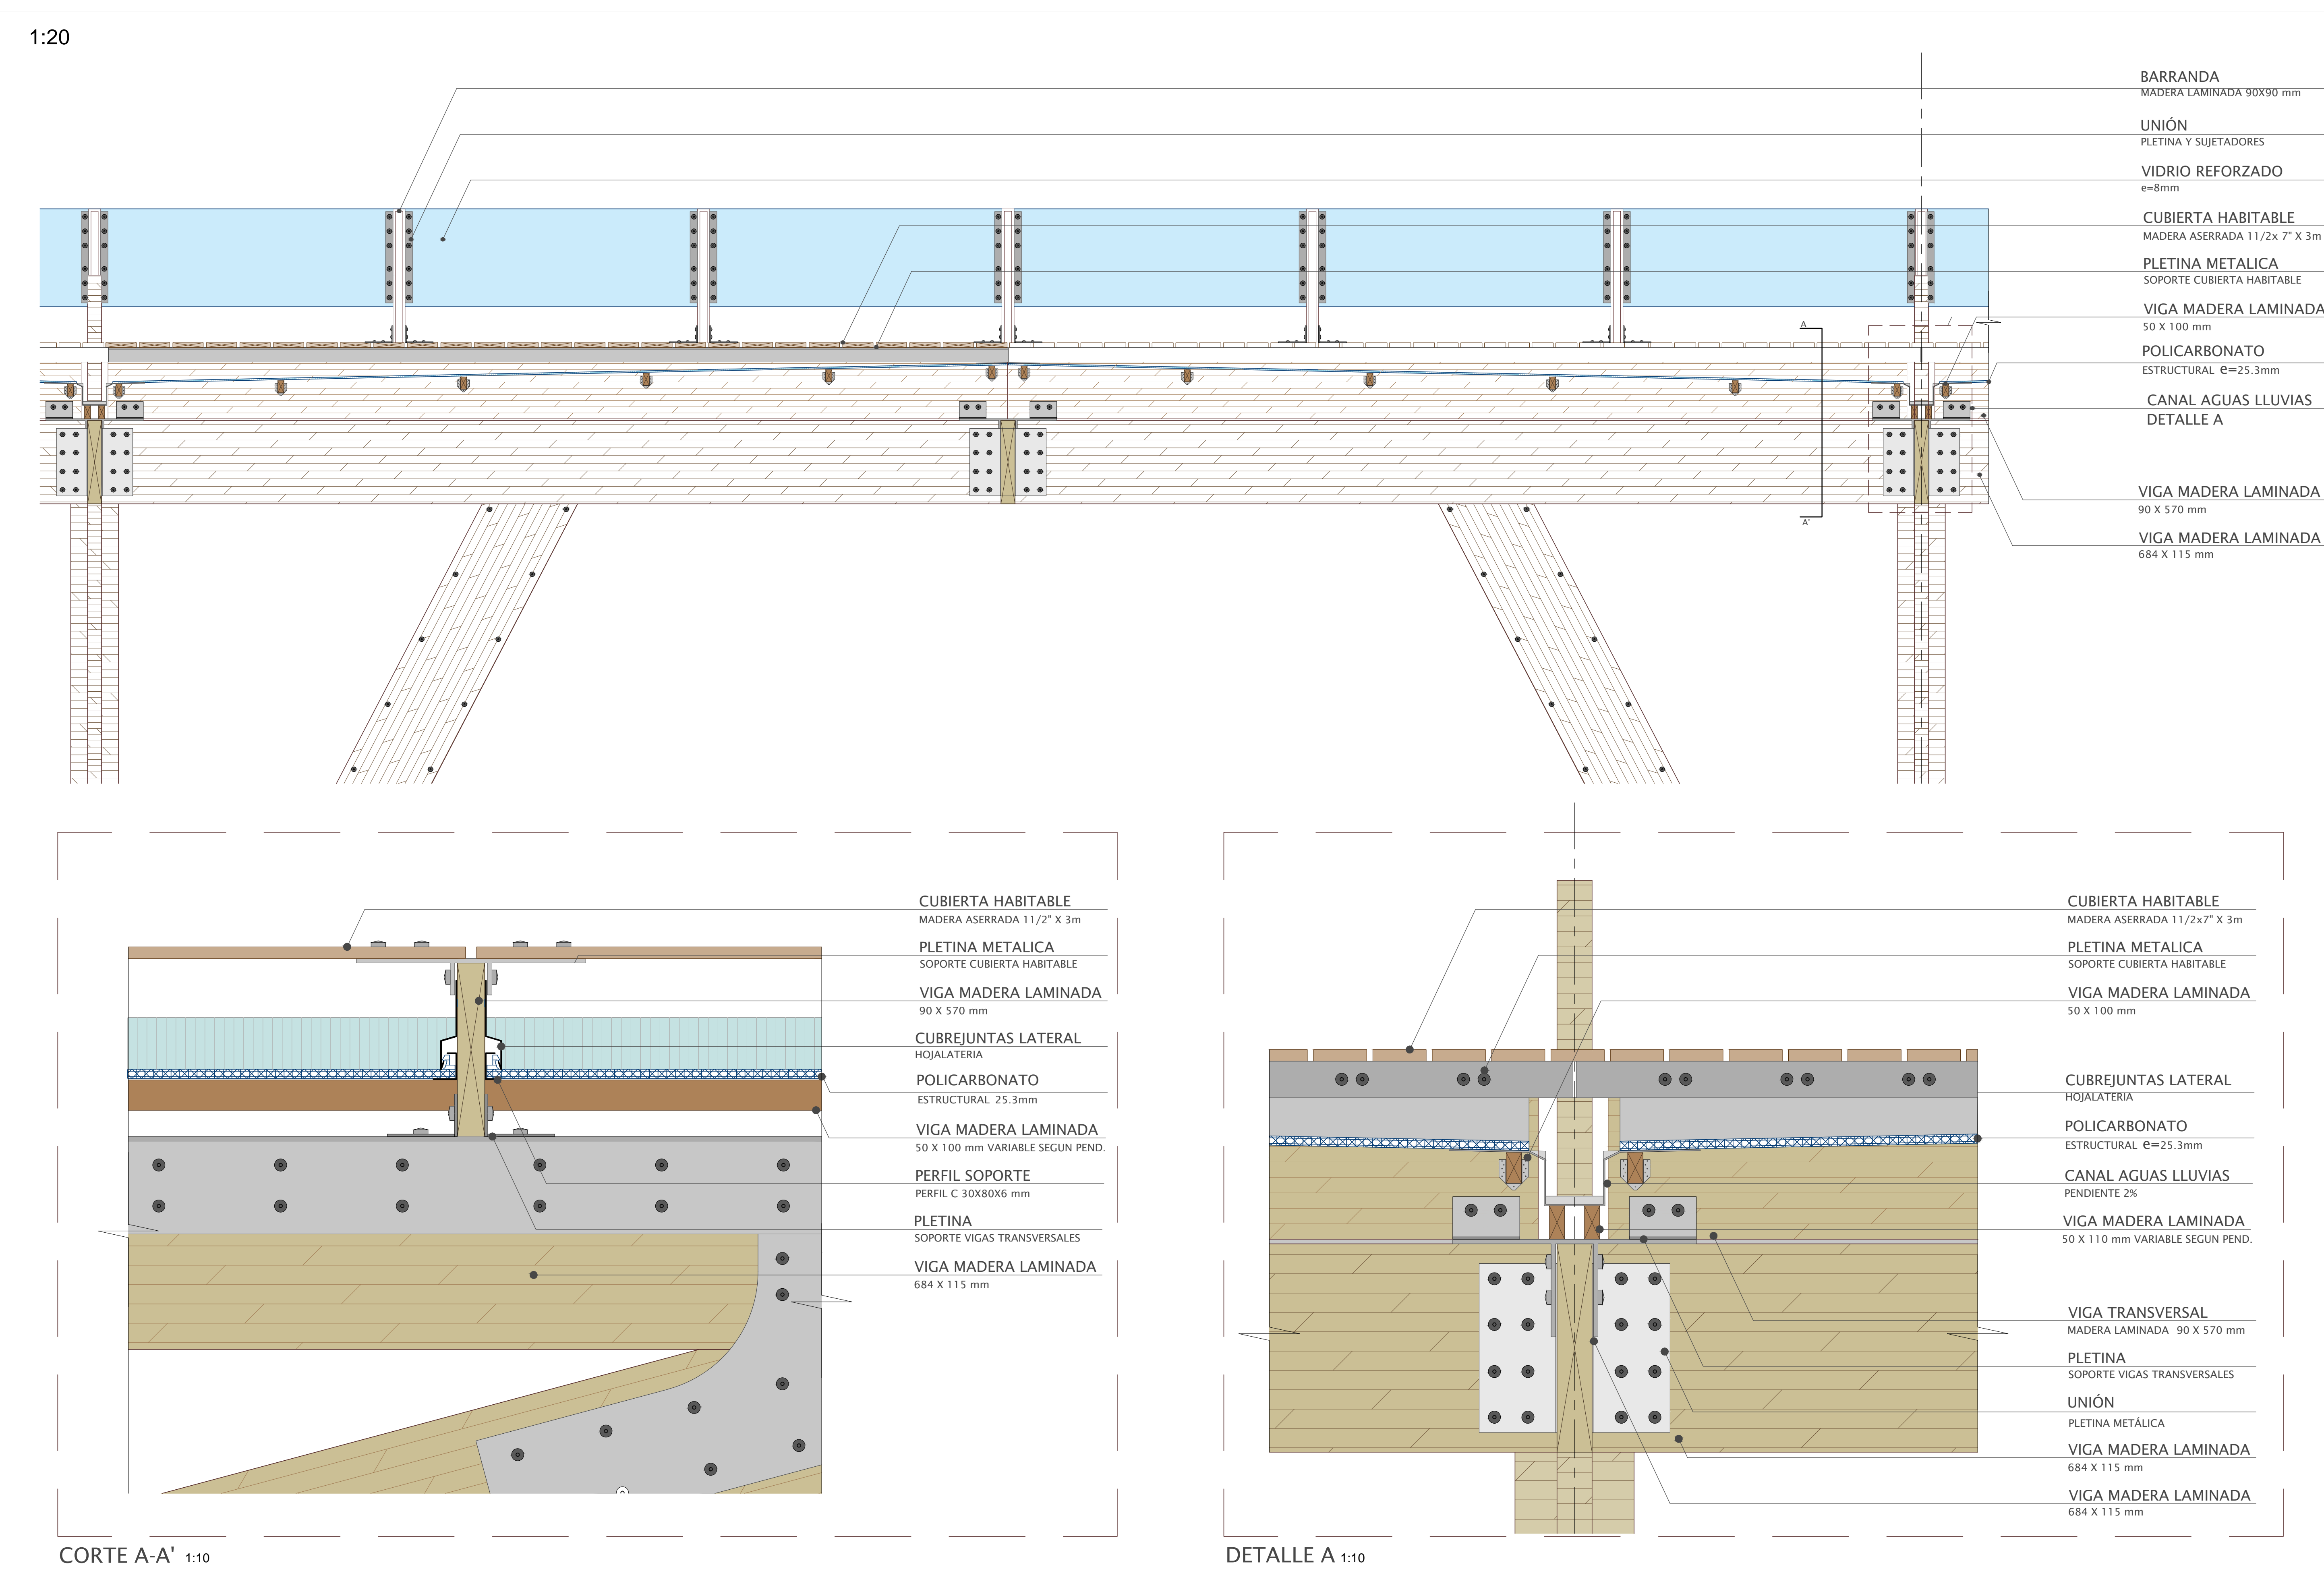 1:20
BARRANDA
MADERA LAMINADA 90X90 mm
UNIÓN
PLETINA Y SUJETADORES
VIDRIO REFORZADO
e=8mm
CUBIERTA HABITABLE
MADERA ASERRADA 11/2x 7" X 3m
PLETINA METALICA
SOPORTE CUBIERTA HABITABLE
VIGA MADERA LAMINADA
50 X 100 mm
POLICARBONATO
ESTRUCTURAL e=25.3mm
CANAL AGUAS LLUVIAS
DETALLE A
VIGA MADERA LAMINADA
90 X 570 mm
VIGA MADERA LAMINADA
684 X 115 mm
A
A'
CUBIERTA HABITABLE
MADERA ASERRADA 11/2" X 3m
PLETINA METALICA
SOPORTE CUBIERTA HABITABLE
VIGA MADERA LAMINADA
90 X 570 mm
CUBREJUNTAS LATERAL
HOJALATERIA
POLICARBONATO
ESTRUCTURAL 25.3mm
VIGA MADERA LAMINADA
50 X 100 mm VARIABLE SEGUN PEND.
PERFIL SOPORTE
PERFIL C 30X80X6 mm
PLETINA
SOPORTE VIGAS TRANSVERSALES
VIGA MADERA LAMINADA
684 X 115 mm
CORTE A-A' 1:10
CUBIERTA HABITABLE
MADERA ASERRADA 11/2x7" X 3m
PLETINA METALICA
SOPORTE CUBIERTA HABITABLE
VIGA MADERA LAMINADA
50 X 100 mm
CUBREJUNTAS LATERAL
HOJALATERIA
POLICARBONATO
ESTRUCTURAL e=25.3mm
CANAL AGUAS LLUVIAS
PENDIENTE 2%
VIGA MADERA LAMINADA
50 X 110 mm VARIABLE SEGUN PEND.
VIGA TRANSVERSAL
MADERA LAMINADA 90 X 570 mm
PLETINA
SOPORTE VIGAS TRANSVERSALES
UNIÓN
PLETINA METÁLICA
VIGA MADERA LAMINADA
684 X 115 mm
VIGA MADERA LAMINADA
684 X 115 mm
DETALLE A 1:10